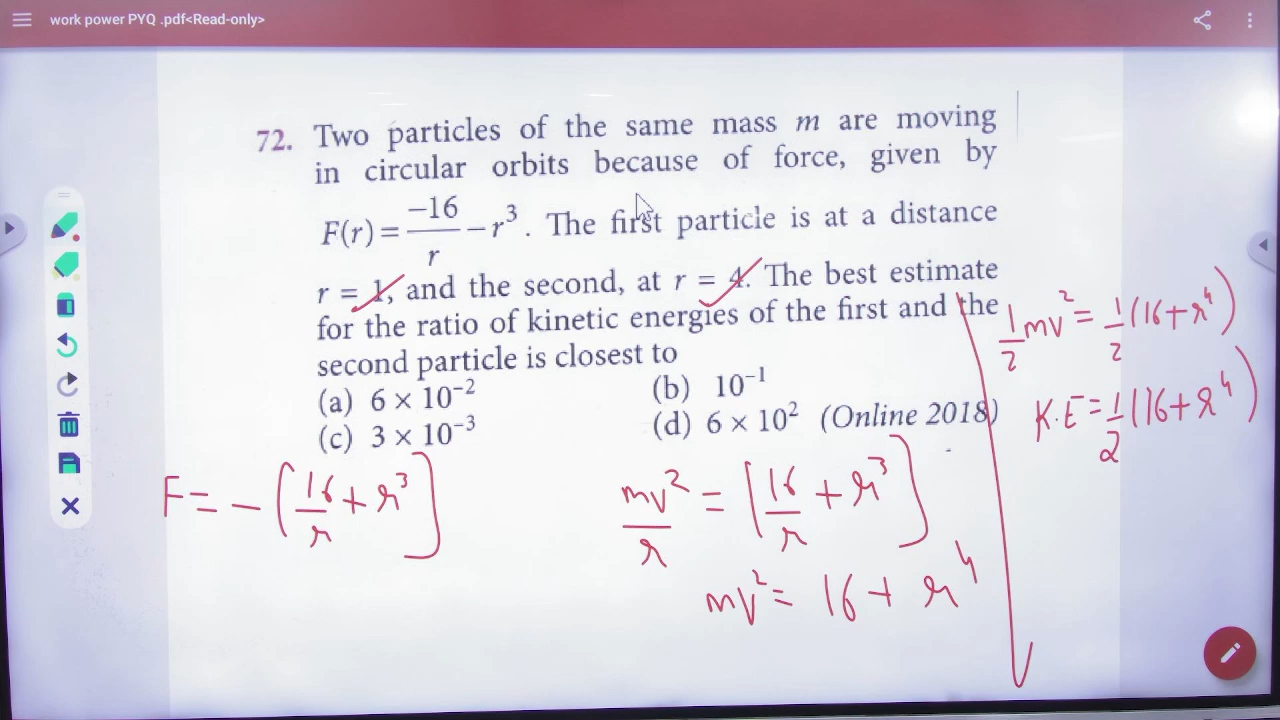 work power PYQ .pdf<Read-only>
72. Two particles of the same mass m are moving
in circular orbits because of force, given by
F(r) = -16/r - r³. The first particle is at a distance
r = 1, and the second, at r = 4. The best estimate
for the ratio of kinetic energies of the first and the
second particle is closest to
(a) 6 × 10⁻² (b) 10⁻¹
(c) 3 × 10⁻³ (d) 6 × 10² (Online 2018)
F = - (16/r + r³]
mv²/r = [16/r + r³]
mv² = 16 + r⁴
1/2 mv² = 1/2 (16 + r⁴)
K.E = 1/2 (16 + r⁴)